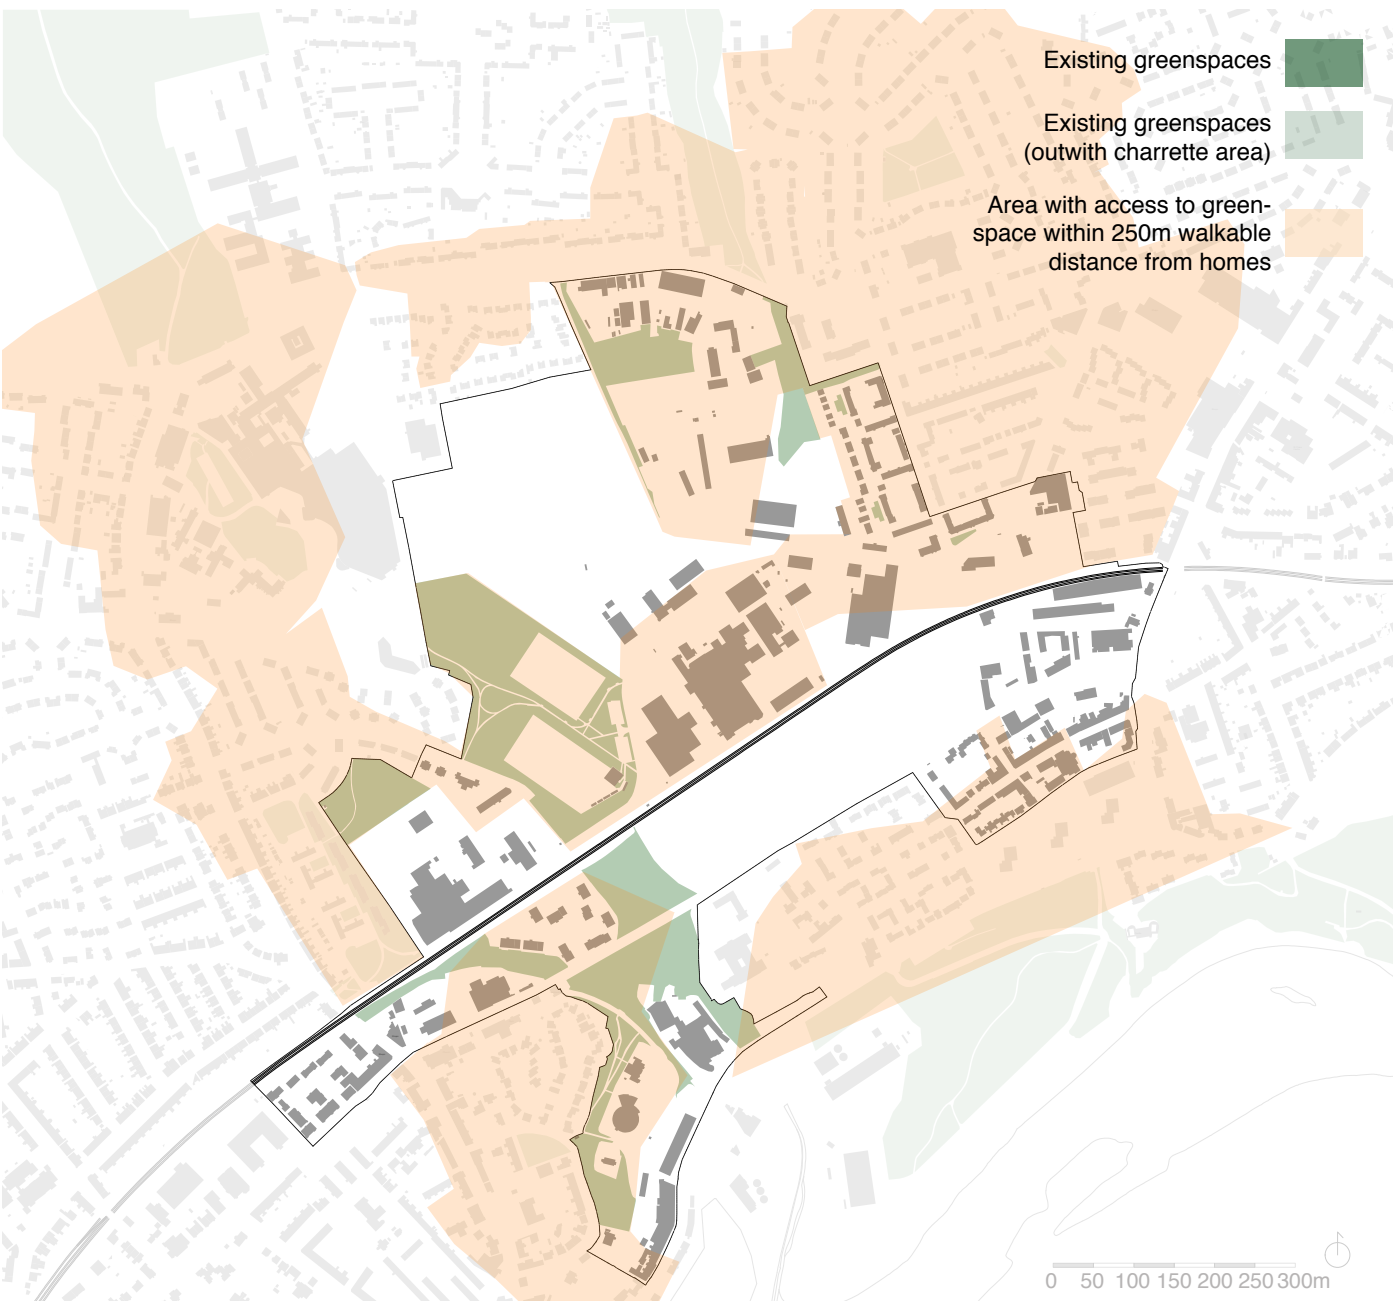 Existing greenspaces
Existing greenspaces
(outwith charrette area)
Area with access to green-
space within 250m walkable
distance from homes
0 50 100 150 200 250 300m